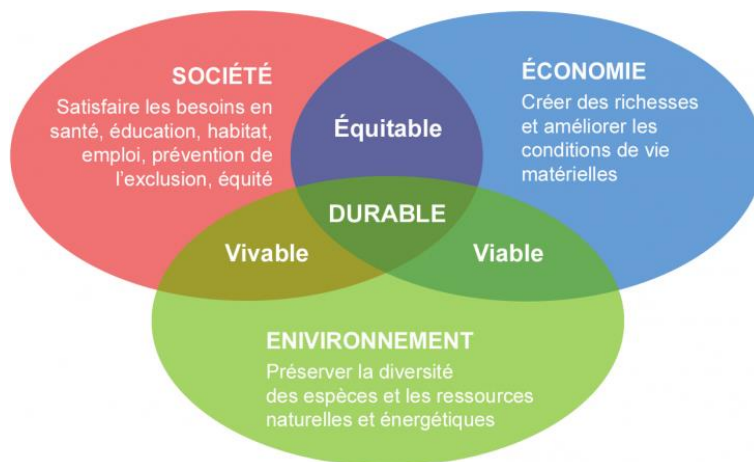 SOCIÉTÉ
Satisfaire les besoins en
santé, éducation, habitat,
emploi, prévention de
l'exclusion, équité
Équitable
ÉCONOMIE
Créer des richesses
et améliorer les
conditions de vie
matérielles
DURABLE
Vivable
Viable
ENIVIRONNEMENT
Préserver la diversité
des espèces et les ressources
naturelles et énergétiques